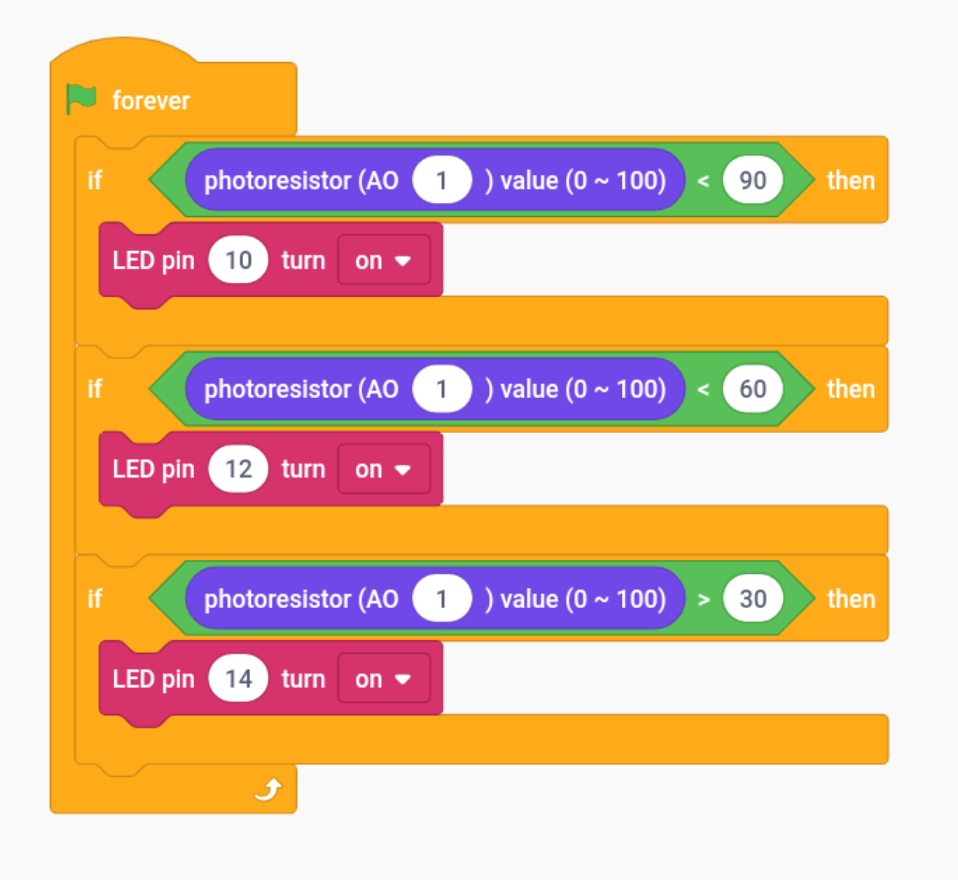 forever
if photoresistor (AO 1 ) value (0 ~ 100) < 90 then
LED pin 10 turn on
if photoresistor (AO 1 ) value (0 ~ 100) < 60 then
LED pin 12 turn on
if photoresistor (AO 1 ) value (0 ~ 100) > 30 then
LED pin 14 turn on